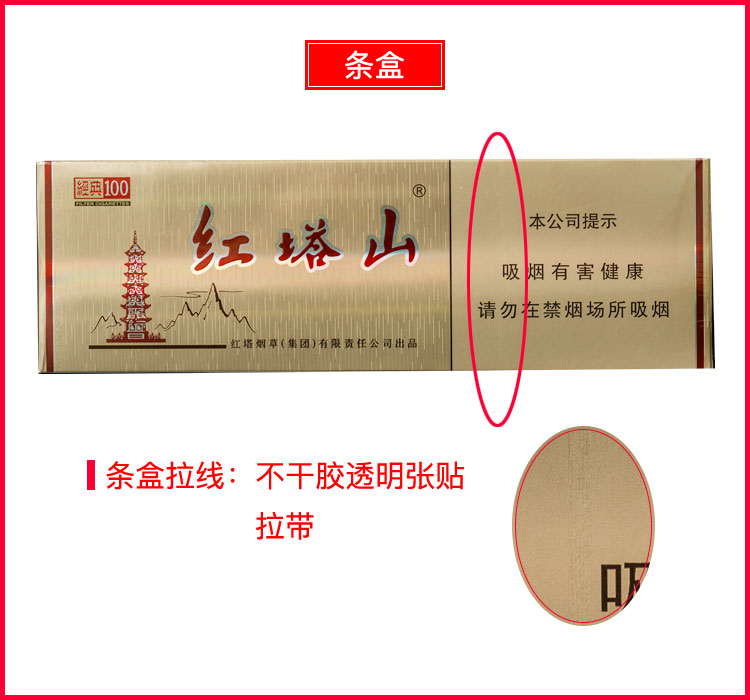 条盒
經典100
FILTER CIGARETTES
红塔山®
红塔烟草(集团)有限责任公司出品
本公司提示
吸烟有害健康
请勿在禁烟场所吸烟
条盒拉线：不干胶透明张贴
拉带
吸